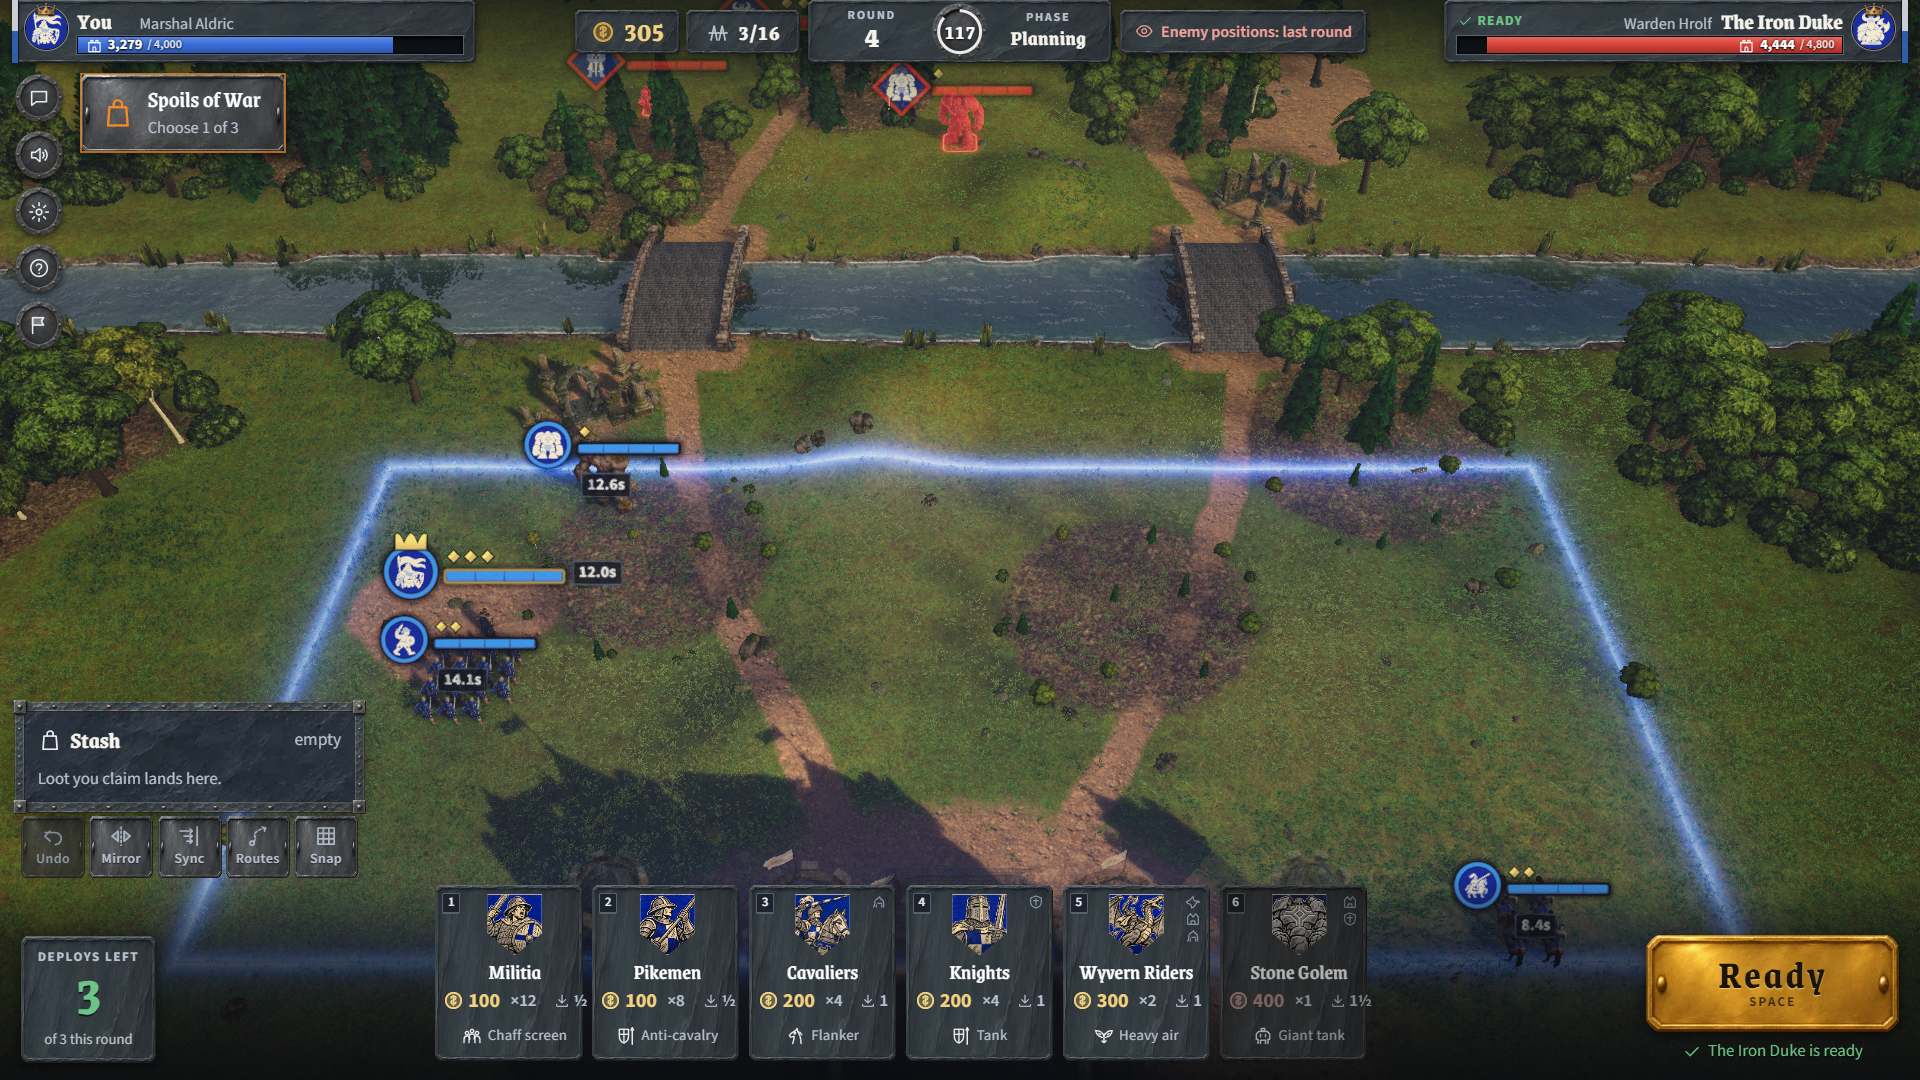 You
Marshal Aldric
3,279 / 4,000
305
3/16
ROUND
4
117
PHASE
Planning
Enemy positions: last round
READY
Warden Hrolf
The Iron Duke
4,444 / 4,800
Spoils of War
Choose 1 of 3
12.6s
12.0s
14.1s
8.4s
Stash
empty
Loot you claim lands here.
Undo
Mirror
Sync
Routes
Snap
DEPLOYS LEFT
3
of 3 this round
1
Militia
100 ×12 ½
Chaff screen
2
Pikemen
100 ×8 ½
Anti-cavalry
3
Cavaliers
200 ×4 1
Flanker
4
Knights
200 ×4 1
Tank
5
Wyvern Riders
300 ×2 1
Heavy air
6
Stone Golem
400 ×1 1½
Giant tank
Ready
SPACE
The Iron Duke is ready